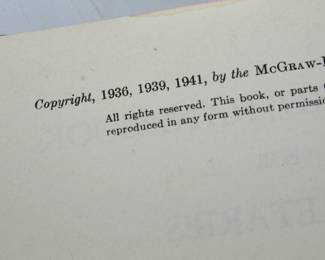 Copyright, 1936, 1939, 1941, by the McGraw-
All rights reserved. This book, or parts
reproduced in any form without permissio